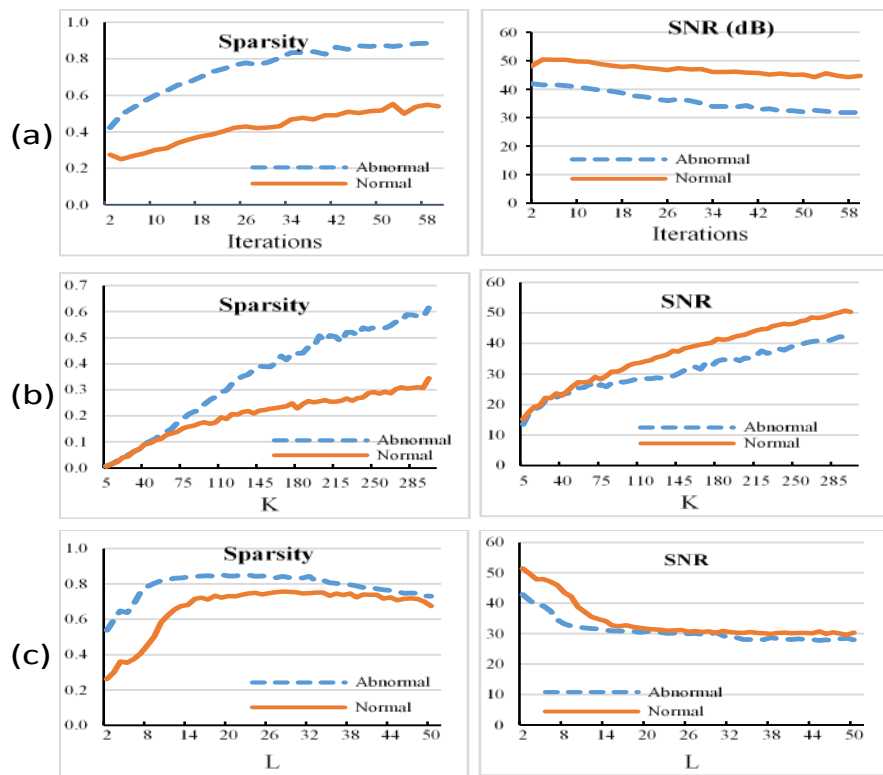 (a)
Sparsity
1.0
0.8
0.6
0.4
0.2
0.0
Abnormal
Normal
2 10 18 26 34 42 50 58
Iterations
SNR (dB)
60
50
40
30
20
10
0
Abnormal
Normal
2 10 18 26 34 42 50 58
Iterations
(b)
Sparsity
0.7
0.6
0.5
0.4
0.3
0.2
0.1
0.0
Abnormal
Normal
5 40 75 110 145 180 215 250 285
K
SNR
60
50
40
30
20
10
0
Abnormal
Normal
5 40 75 110 145 180 215 250 285
K
(c)
Sparsity
1.0
0.8
0.6
0.4
0.2
0.0
Abnormal
Normal
2 8 14 20 26 32 38 44 50
L
SNR
60
50
40
30
20
10
0
Abnormal
Normal
2 8 14 20 26 32 38 44 50
L